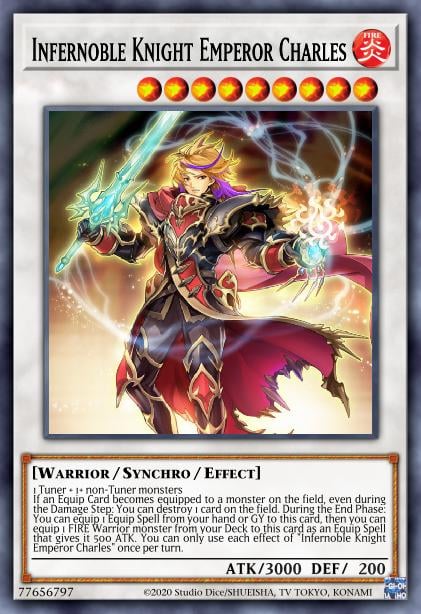 INFERNOBLE KNIGHT EMPEROR CHARLES
FIRE
炎
[WARRIOR / SYNCHRO / EFFECT]
1 Tuner + 1+ non-Tuner monsters
If an Equip Card becomes equipped to a monster on the field, even during
the Damage Step: You can destroy 1 card on the field. During the End Phase:
You can equip 1 Equip Spell from your hand or GY to this card, then you can
equip 1 FIRE Warrior monster from your Deck to this card as an Equip Spell
that gives it 500 ATK. You can only use each effect of "Infernoble Knight
Emperor Charles" once per turn.
ATK/3000 DEF/ 200
77656797
©2020 Studio Dice/SHUEISHA, TV TOKYO, KONAMI